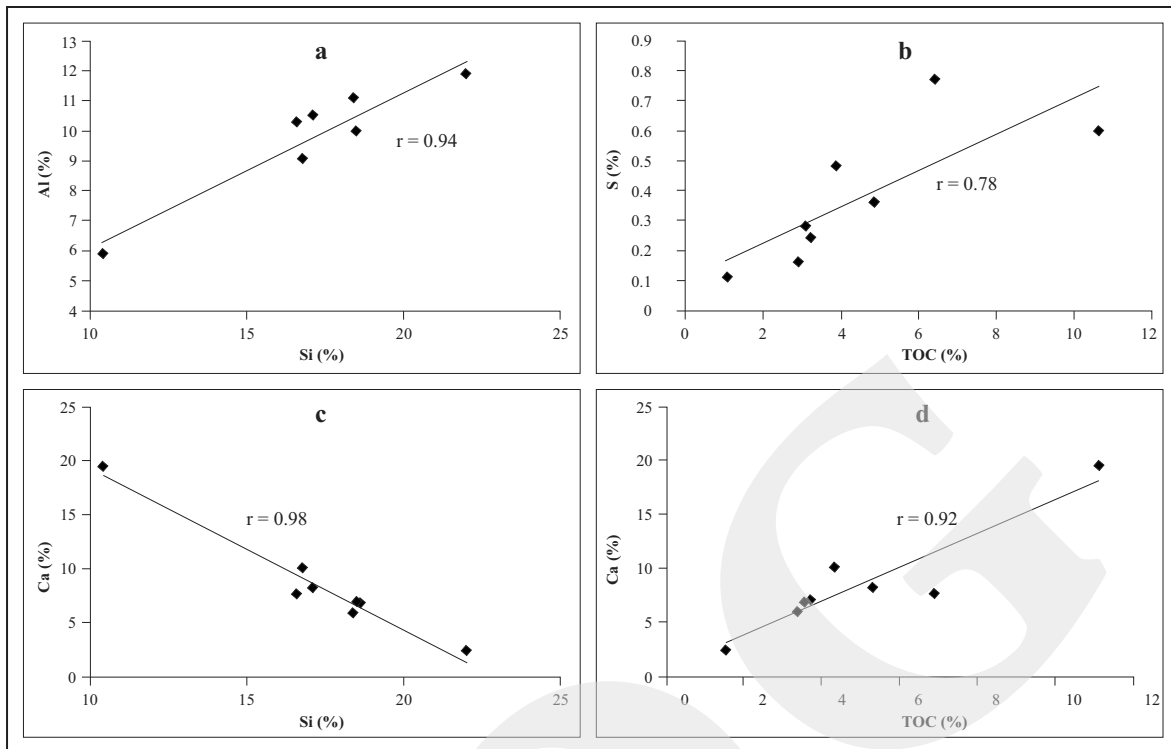 a
13
12
11
10
9
8
7
6
5
4
Al (%)
r = 0.94
10 15 20 25
Si (%)
b
0.9
0.8
0.7
0.6
0.5
0.4
0.3
0.2
0.1
0
S (%)
r = 0.78
0 2 4 6 8 10 12
TOC (%)
c
25
20
15
10
5
0
Ca (%)
r = 0.98
10 15 20 25
Si (%)
d
25
20
15
10
5
0
Ca (%)
r = 0.92
0 2 4 6 8 10 12
TOC (%)
G